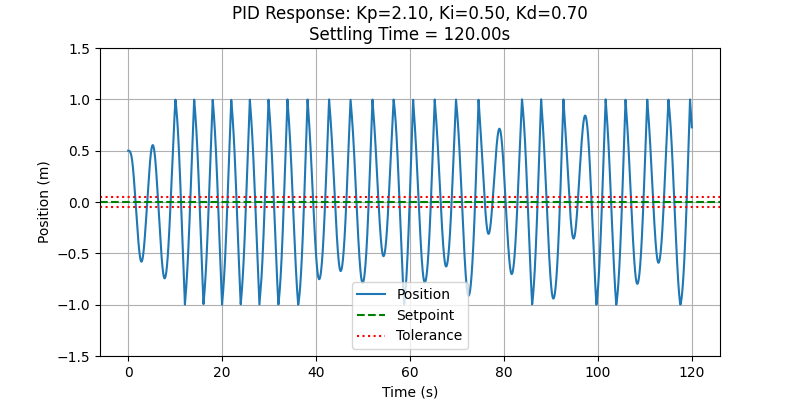 PID Response: Kp=2.10, Ki=0.50, Kd=0.70
Settling Time = 120.00s
1.5
1.0
0.5
0.0
−0.5
−1.0
−1.5
Position (m)
Position
Setpoint
Tolerance
0 20 40 60 80 100 120
Time (s)